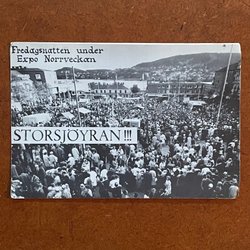 Fredagsnatten under
Expo Norrveckan
STORSJÖYRAN!!!